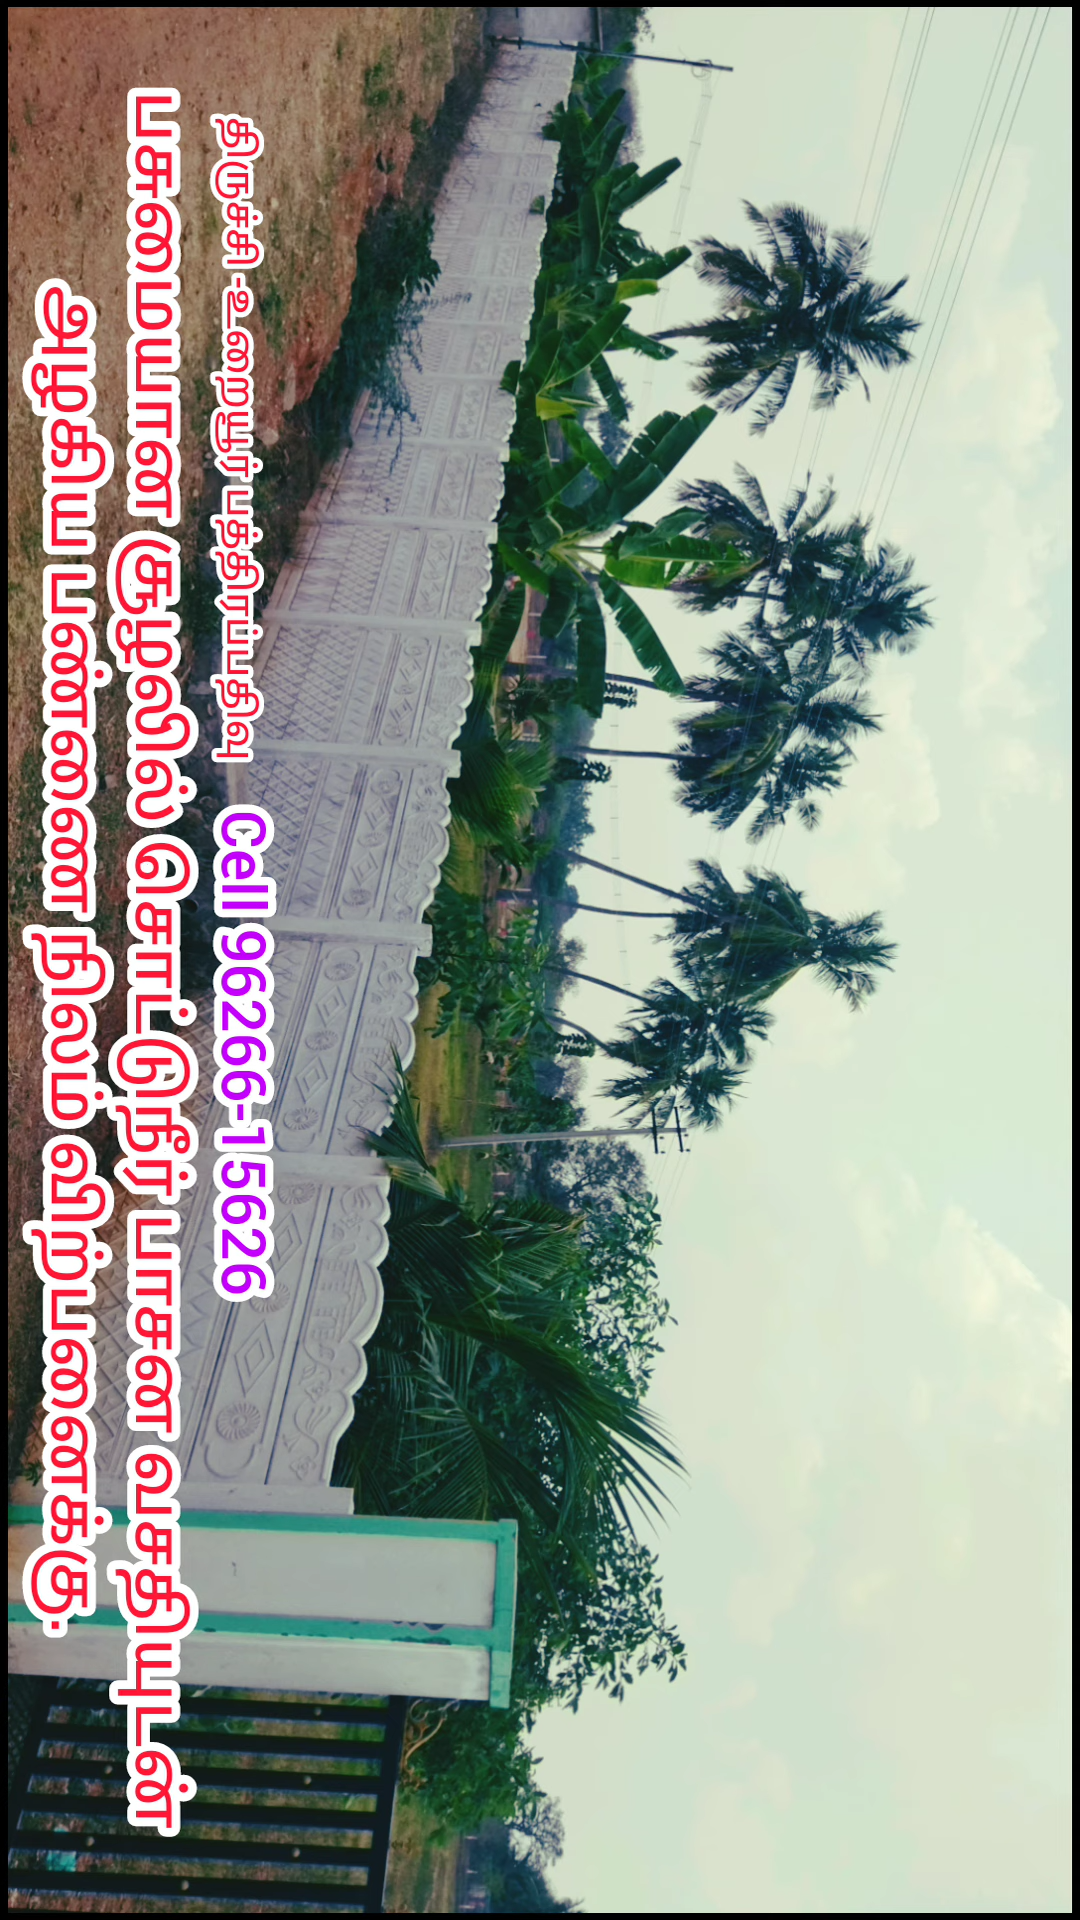 திருச்சி -உறையூர் பத்திரப்பதிவு Cell 96266-15626
பசுமையான சூழலில் சொட்டுநீர் பாசன வசதியுடன்
அழகிய பண்ணை நிலம் விற்பனைக்கு.